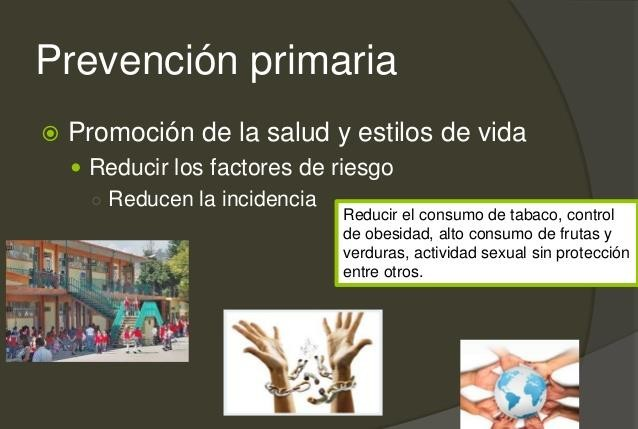 Prevención primaria
Promoción de la salud y estilos de vida
Reducir los factores de riesgo
Reducen la incidencia
Reducir el consumo de tabaco, control
de obesidad, alto consumo de frutas y
verduras, actividad sexual sin protección
entre otros.